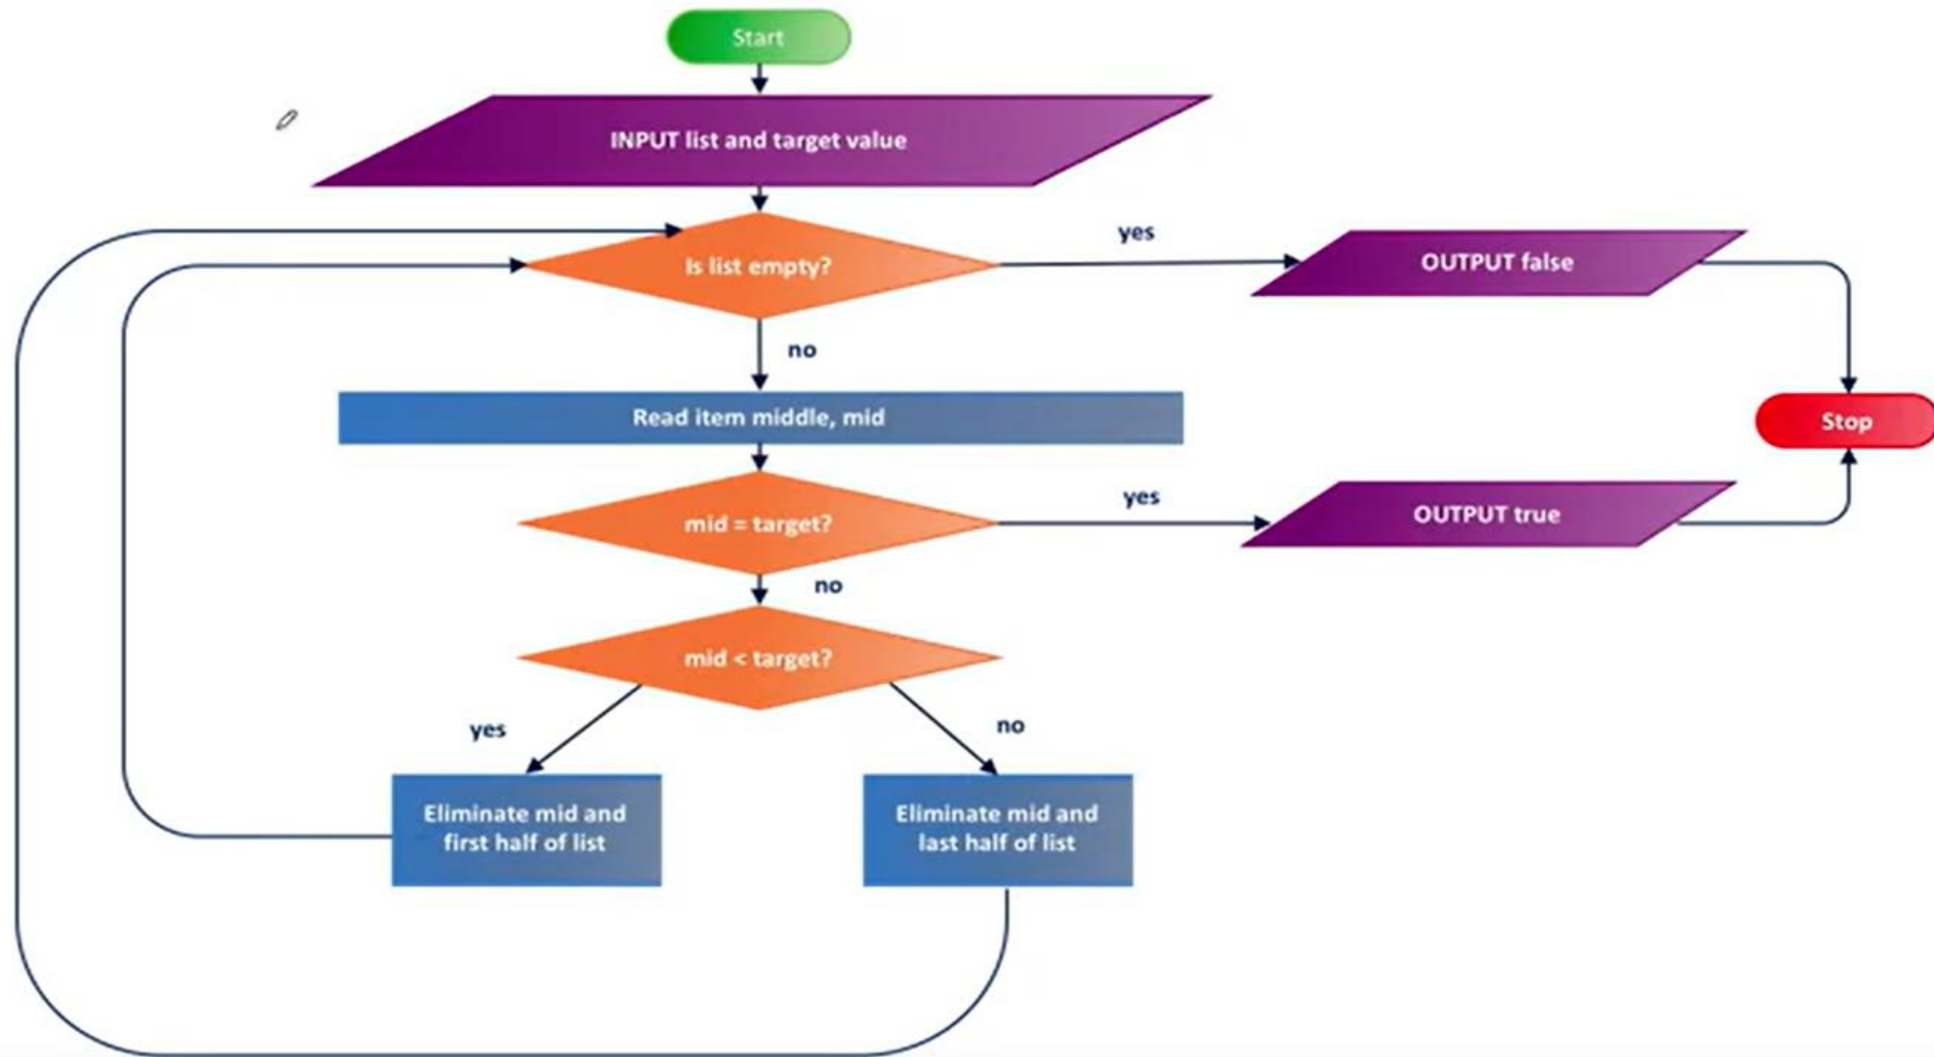 Start
INPUT list and target value
Is list empty?
yes
OUTPUT false
no
Read item middle, mid
Stop
mid = target?
yes
OUTPUT true
no
mid < target?
yes
no
Eliminate mid and
first half of list
Eliminate mid and
last half of list